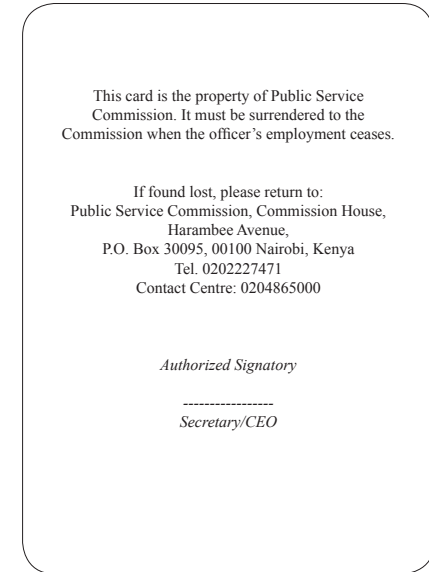 This card is the property of Public Service
Commission. It must be surrendered to the
Commission when the officer’s employment ceases.
If found lost, please return to:
Public Service Commission, Commission House,
Harambee Avenue,
P.O. Box 30095, 00100 Nairobi, Kenya
Tel. 0202227471
Contact Centre: 0204865000
Authorized Signatory
-----------------
Secretary/CEO